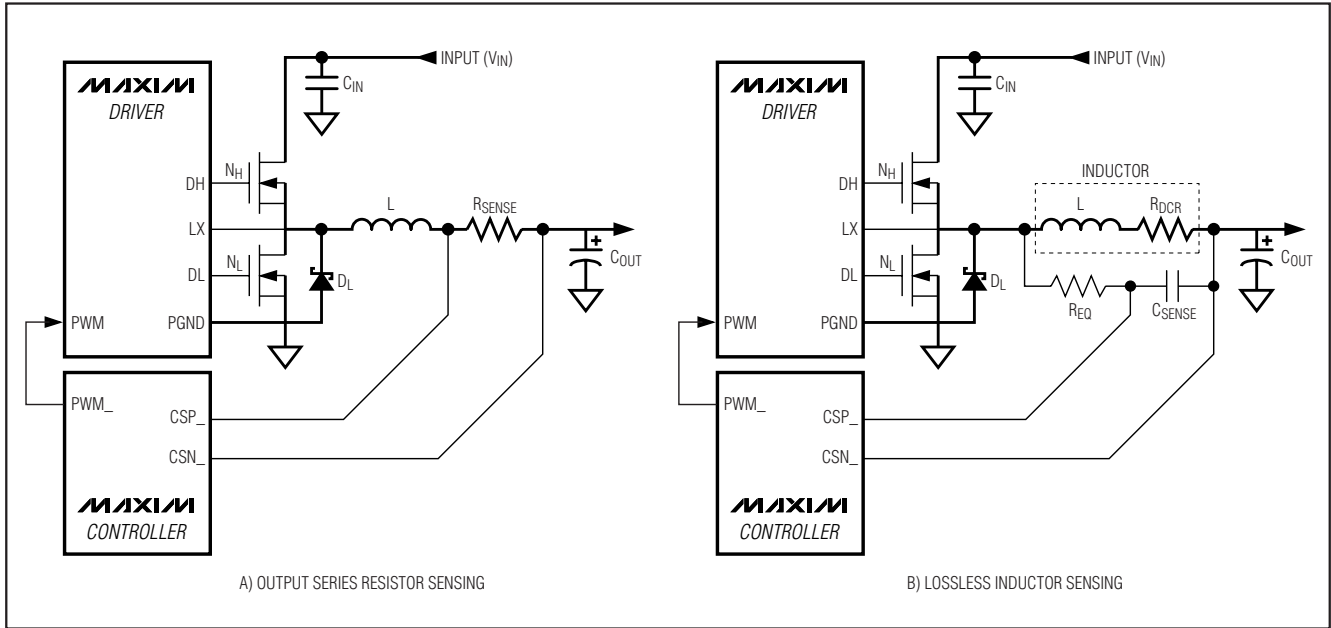 INPUT (VIN)
CIN
MAXIM
DRIVER
NH
DH
LX
L
RSENSE
NL
DL
DL
COUT
PWM
PGND
PWM_
CSP_
CSN_
MAXIM
CONTROLLER
A) OUTPUT SERIES RESISTOR SENSING
INPUT (VIN)
CIN
MAXIM
DRIVER
NH
DH
INDUCTOR
LX
L
RDCR
NL
DL
DL
COUT
REQ
CSENSE
PWM
PGND
PWM_
CSP_
CSN_
MAXIM
CONTROLLER
B) LOSSLESS INDUCTOR SENSING